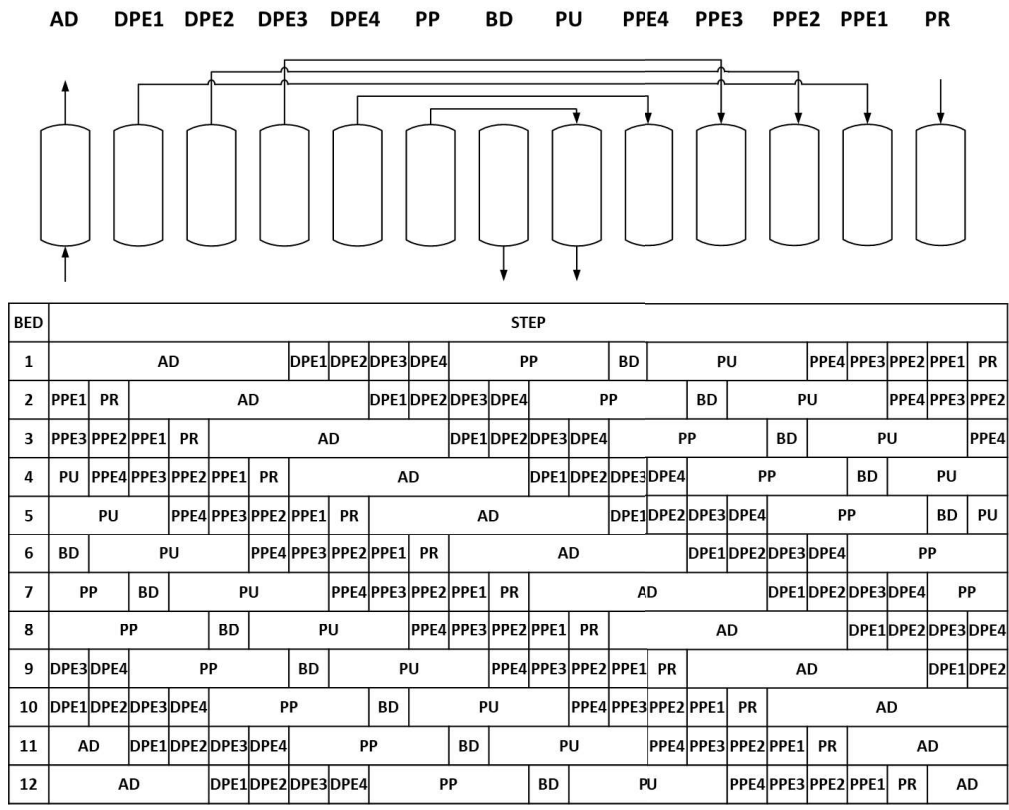 AD DPE1 DPE2 DPE3 DPE4 PP BD PU PPE4 PPE3 PPE2 PPE1 PR
BED STEP
1 AD DPE1 DPE2 DPE3 DPE4 PP BD PU PPE4 PPE3 PPE2 PPE1 PR
2 PPE1 PR AD DPE1 DPE2 DPE3 DPE4 PP BD PU PPE4 PPE3 PPE2
3 PPE3 PPE2 PPE1 PR AD DPE1 DPE2 DPE3 DPE4 PP BD PU PPE4
4 PU PPE4 PPE3 PPE2 PPE1 PR AD DPE1 DPE2 DPE3 DPE4 PP BD PU
5 PU PPE4 PPE3 PPE2 PPE1 PR AD DPE1 DPE2 DPE3 DPE4 PP BD PU
6 BD PU PPE4 PPE3 PPE2 PPE1 PR AD DPE1 DPE2 DPE3 DPE4 PP
7 PP BD PU PPE4 PPE3 PPE2 PPE1 PR AD DPE1 DPE2 DPE3 DPE4 PP
8 PP BD PU PPE4 PPE3 PPE2 PPE1 PR AD DPE1 DPE2 DPE3 DPE4
9 DPE3 DPE4 PP BD PU PPE4 PPE3 PPE2 PPE1 PR AD DPE1 DPE2
10 DPE1 DPE2 DPE3 DPE4 PP BD PU PPE4 PPE3 PPE2 PPE1 PR AD
11 AD DPE1 DPE2 DPE3 DPE4 PP BD PU PPE4 PPE3 PPE2 PPE1 PR AD
12 AD DPE1 DPE2 DPE3 DPE4 PP BD PU PPE4 PPE3 PPE2 PPE1 PR AD